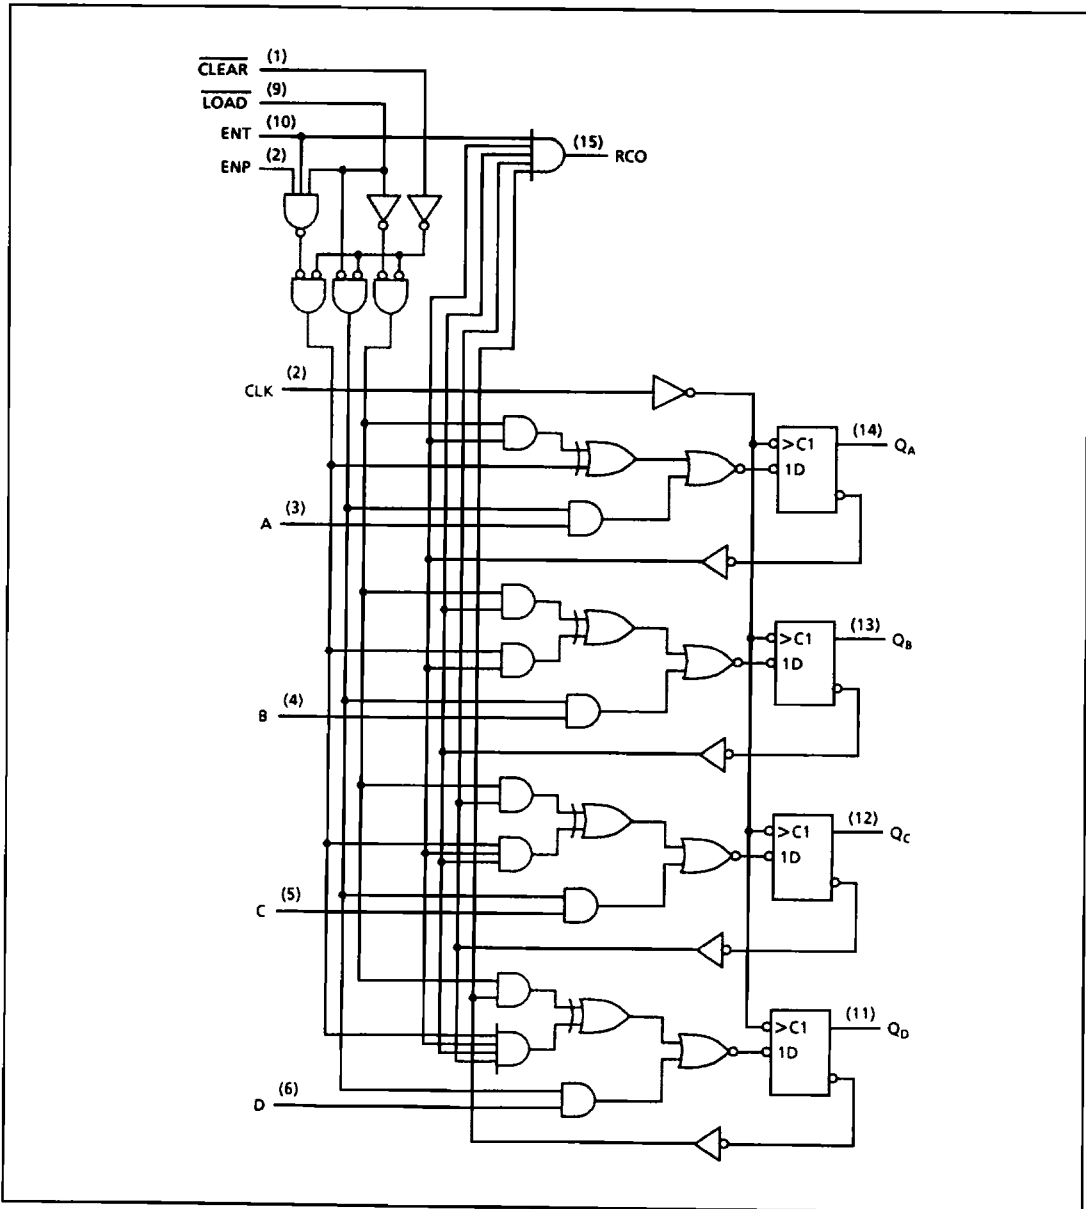 CLEAR (1)
LOAD (9)
ENT (10)
(15) RCO
ENP (2)
CLK (2)
>C1 (14) QA
1D
A (3)
>C1 (13) QB
1D
B (4)
>C1 (12) QC
1D
C (5)
>C1 (11) QD
1D
D (6)